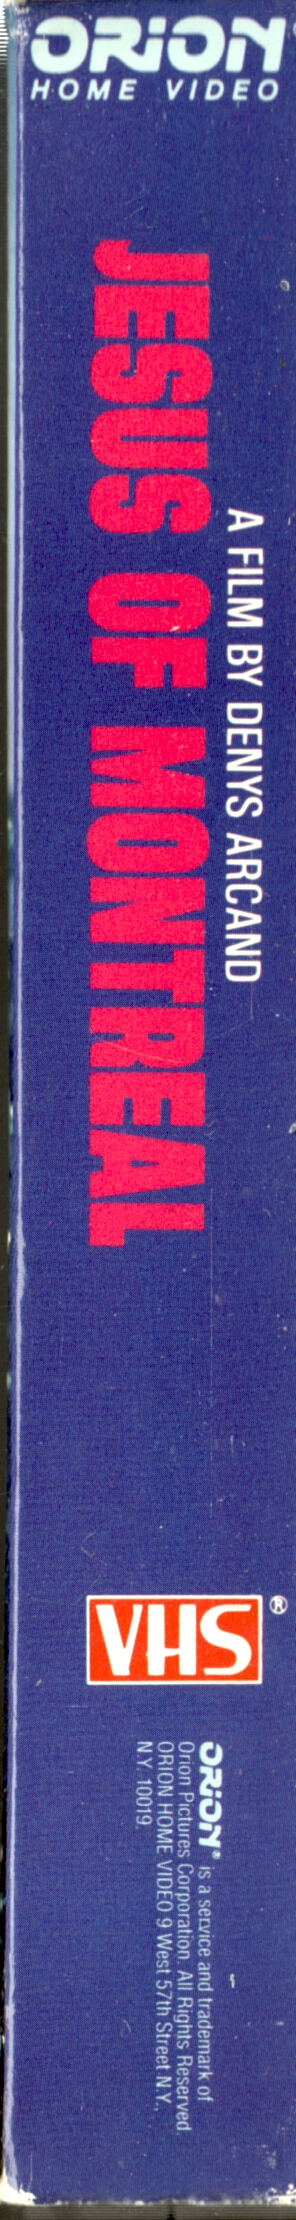 ORION
HOME VIDEO
A FILM BY DENYS ARCAND
JESUS OF MONTREAL
VHS®
ORION® is a service and trademark of
Orion Pictures Corporation. All Rights Reserved.
ORION HOME VIDEO 9 West 57th Street N.Y.,
N.Y. 10019.